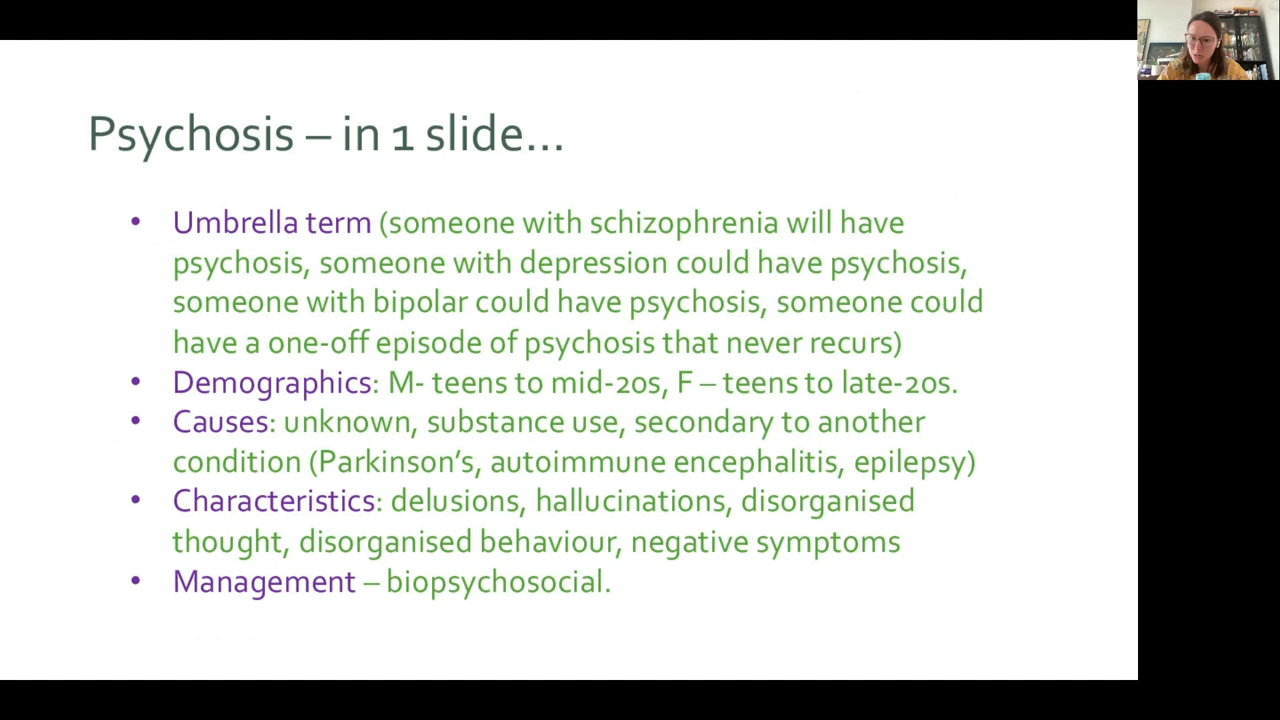 Psychosis – in 1 slide...
• Umbrella term (someone with schizophrenia will have
psychosis, someone with depression could have psychosis,
someone with bipolar could have psychosis, someone could
have a one-off episode of psychosis that never recurs)
• Demographics: M- teens to mid-20s, F – teens to late-20s.
• Causes: unknown, substance use, secondary to another
condition (Parkinson's, autoimmune encephalitis, epilepsy)
• Characteristics: delusions, hallucinations, disorganised
thought, disorganised behaviour, negative symptoms
• Management – biopsychosocial.